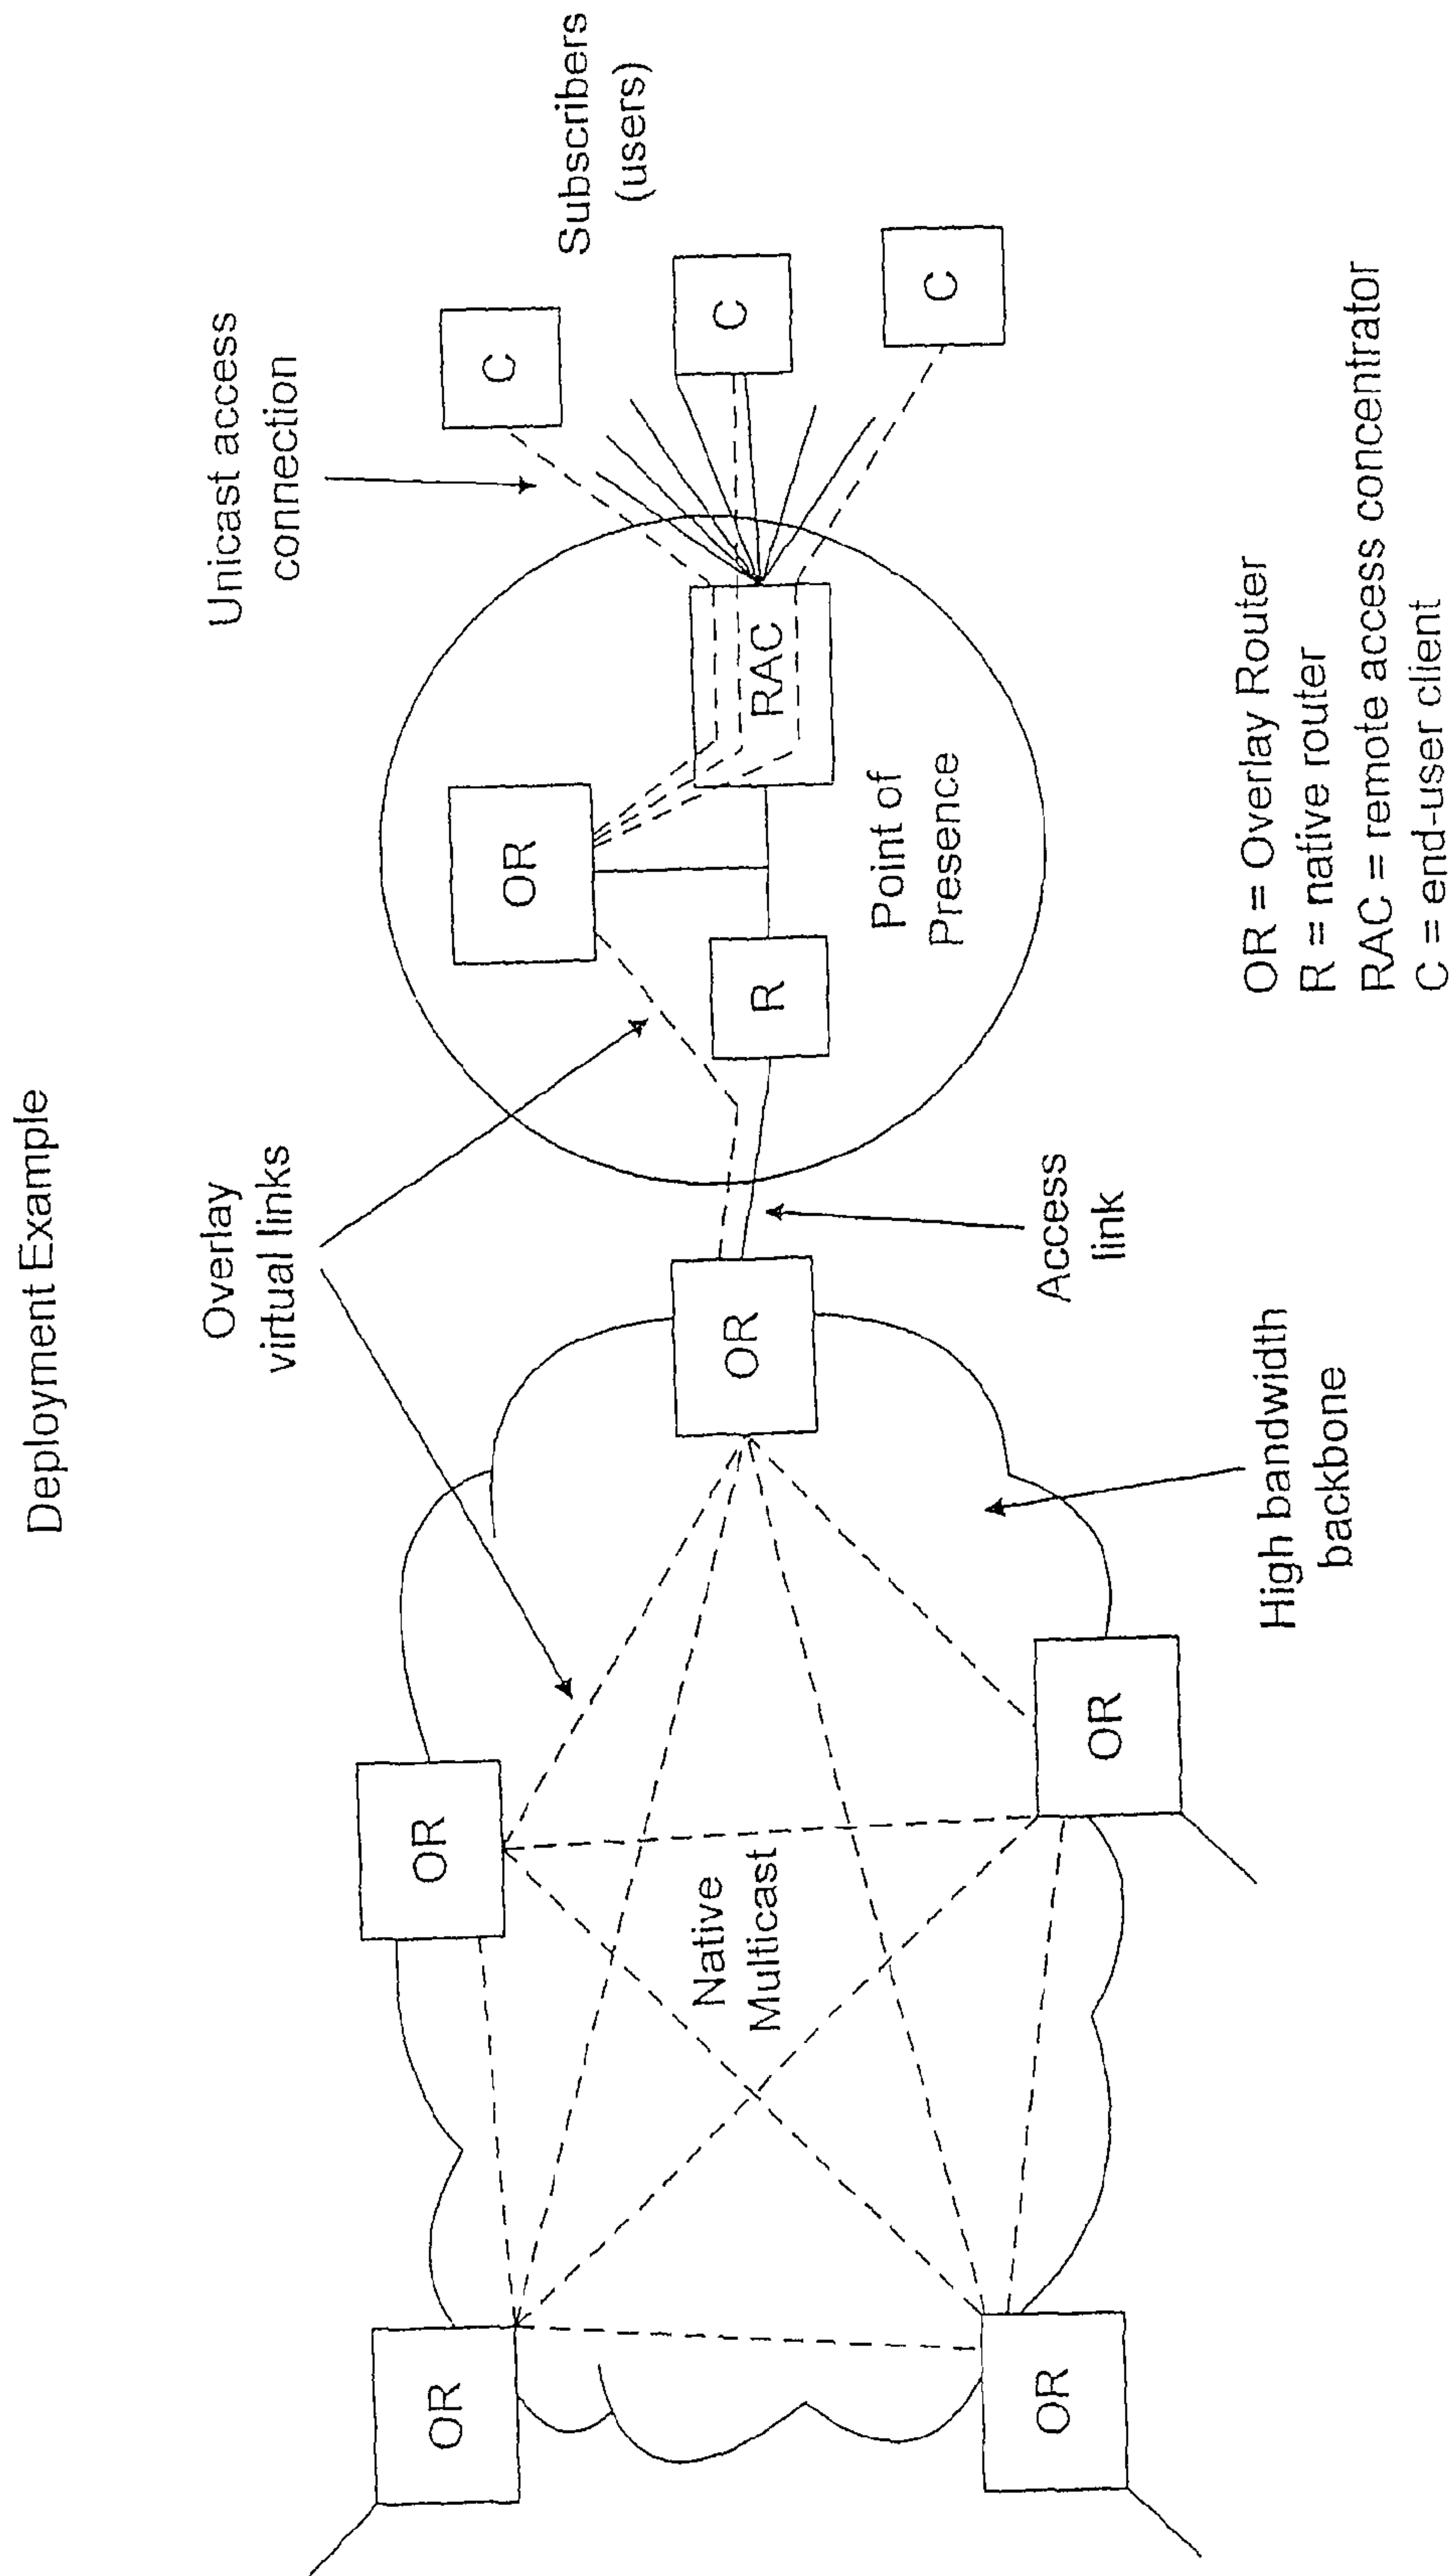 Deployment Example
Overlay
virtual links
Unicast access
connection
Subscribers
(users)
OR
OR
OR
C
C
C
OR
RAC
R
Native
Multicast
Point of
Presence
OR
OR
Access
link
High bandwidth
backbone
OR = Overlay Router
R = native router
RAC = remote access concentrator
C = end-user client